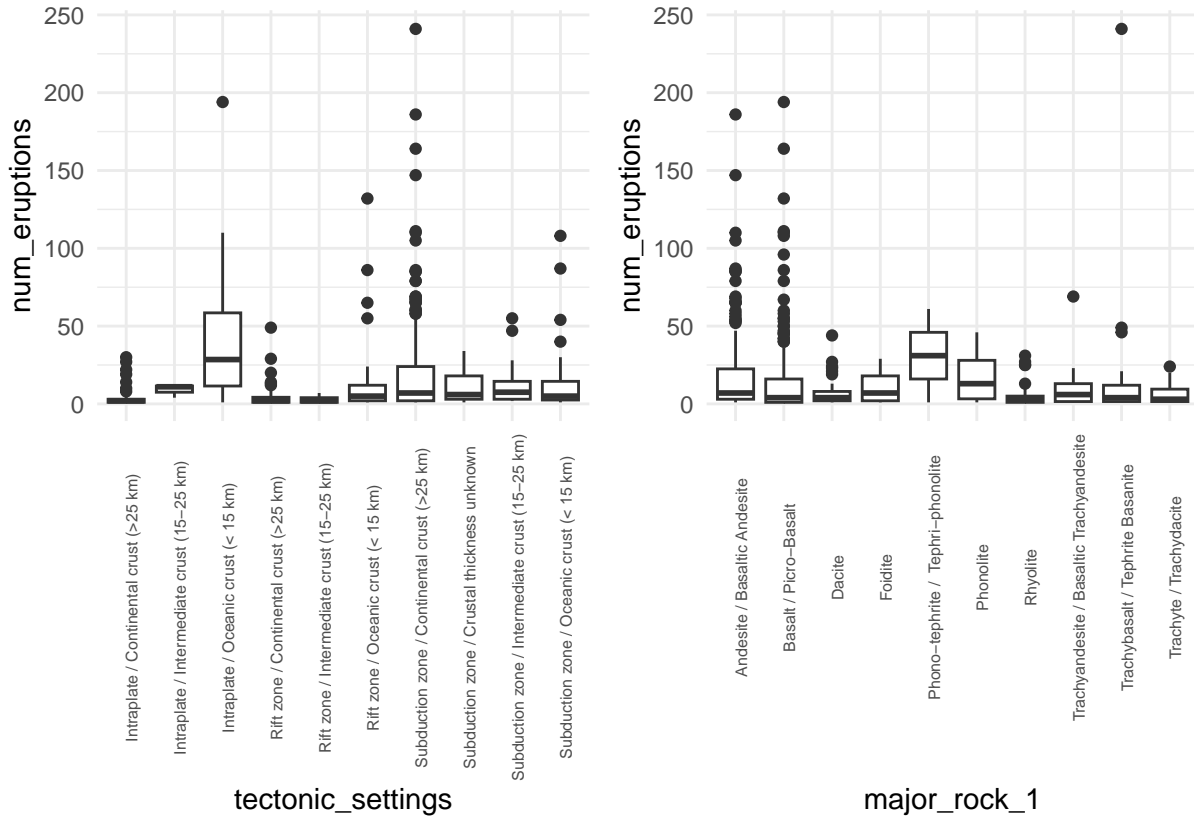 250
200
150
100
50
0
num_eruptions
Intraplate / Continental crust (>25 km)
Intraplate / Intermediate crust (15−25 km)
Intraplate / Oceanic crust (< 15 km)
Rift zone / Continental crust (>25 km)
Rift zone / Intermediate crust (15−25 km)
Rift zone / Oceanic crust (< 15 km)
Subduction zone / Continental crust (>25 km)
Subduction zone / Crustal thickness unknown
Subduction zone / Intermediate crust (15−25 km)
Subduction zone / Oceanic crust (< 15 km)
tectonic_settings
250
200
150
100
50
0
num_eruptions
Andesite / Basaltic Andesite
Basalt / Picro−Basalt
Dacite
Foidite
Phono−tephrite / Tephri−phonolite
Phonolite
Rhyolite
Trachyandesite / Basaltic Trachyandesite
Trachybasalt / Tephrite Basanite
Trachyte / Trachydacite
major_rock_1